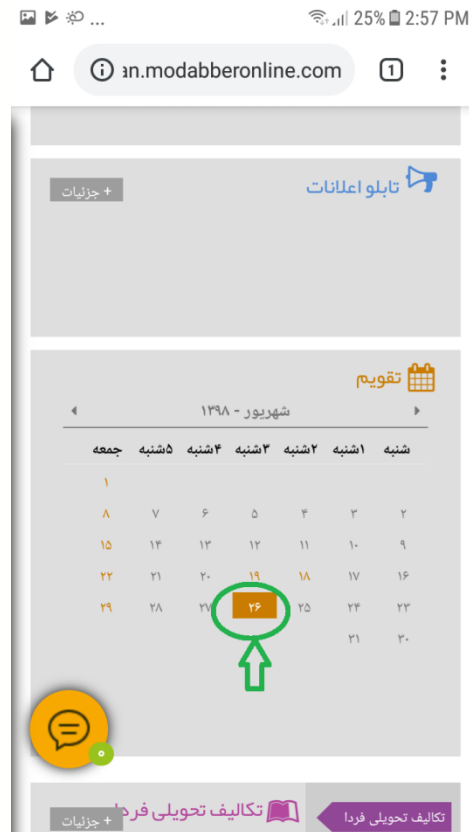 ... 25% 2:57 PM
an.modabberonline.com 1
تابلو اعلانات
+ جزئیات
تقویم
شهریور - ۱۳۹۸
شنبه ۱شنبه ۲شنبه ۳شنبه ۴شنبه ۵شنبه جمعه
۱
۲ ۳ ۴ ۵ ۶ ۷ ۸
۹ ۱۰ ۱۱ ۱۲ ۱۳ ۱۴ ۱۵
۱۶ ۱۷ ۱۸ ۱۹ ۲۰ ۲۱ ۲۲
۲۳ ۲۴ ۲۵ ۲۶ ۲۷ ۲۸ ۲۹
۳۰ ۳۱
۰
تکالیف تحویلی فردا
تکالیف تحویلی فردا
+ جزئیات